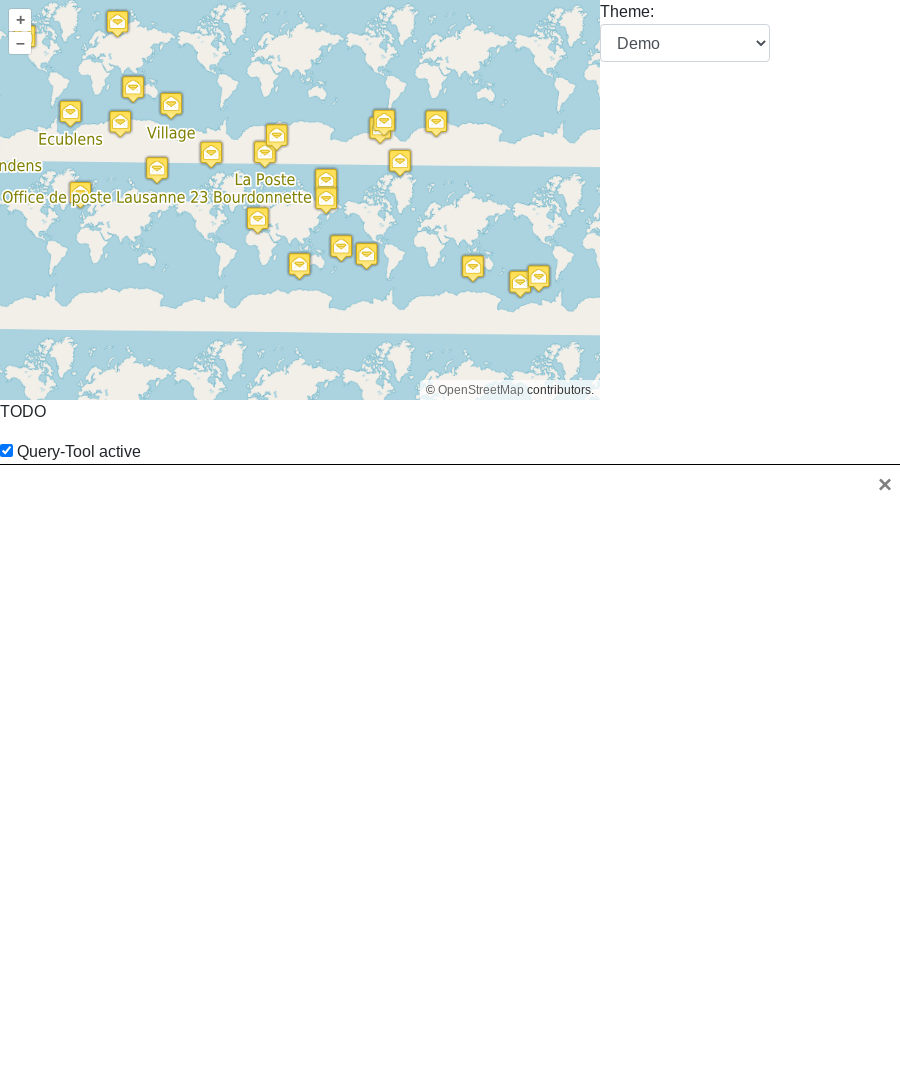 +
–
Theme:
Demo
Ecublens
Village
ndens
La Poste
Office de poste Lausanne 23 Bourdonnette
© OpenStreetMap contributors.
TODO
Query-Tool active
×